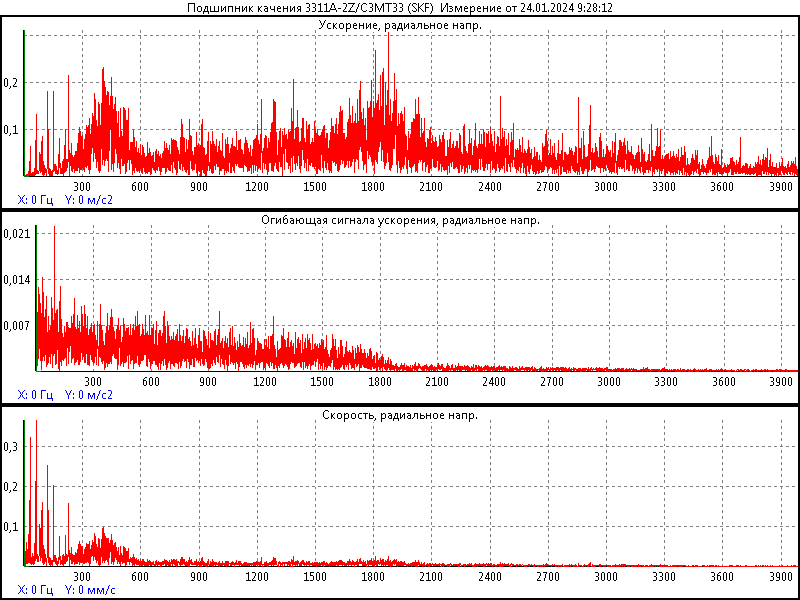 Подшипник качения 3311A-2Z/C3MT33 (SKF) Измерение от 24.01.2024 9:28:12
Ускорение, радиальное напр.
0,2
0,1
300 600 900 1200 1500 1800 2100 2400 2700 3000 3300 3600 3900
X: 0 Гц Y: 0 м/с2
Огибающая сигнала ускорения, радиальное напр.
0,021
0,014
0,007
300 600 900 1200 1500 1800 2100 2400 2700 3000 3300 3600 3900
X: 0 Гц Y: 0 м/с2
Скорость, радиальное напр.
0,3
0,2
0,1
300 600 900 1200 1500 1800 2100 2400 2700 3000 3300 3600 3900
X: 0 Гц Y: 0 мм/с